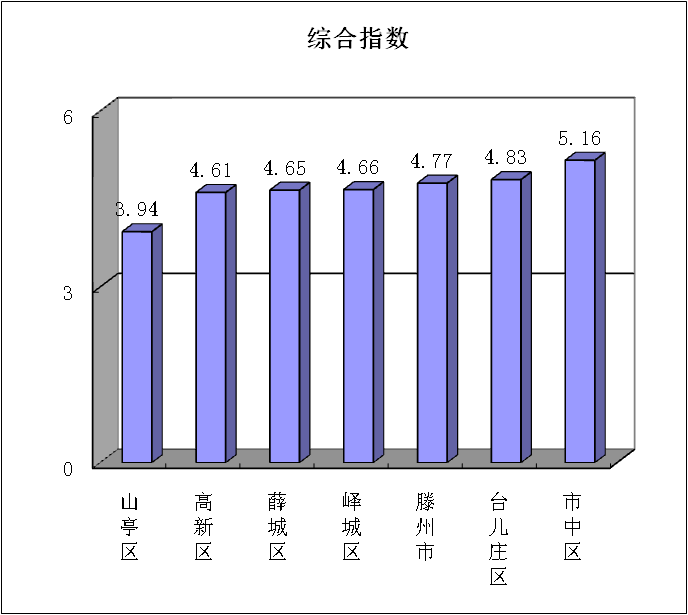 综合指数
6
3
0
3.94
4.61
4.65
4.66
4.77
4.83
5.16
山亭区
高新区
薛城区
峄城区
滕州市
台儿庄区
市中区